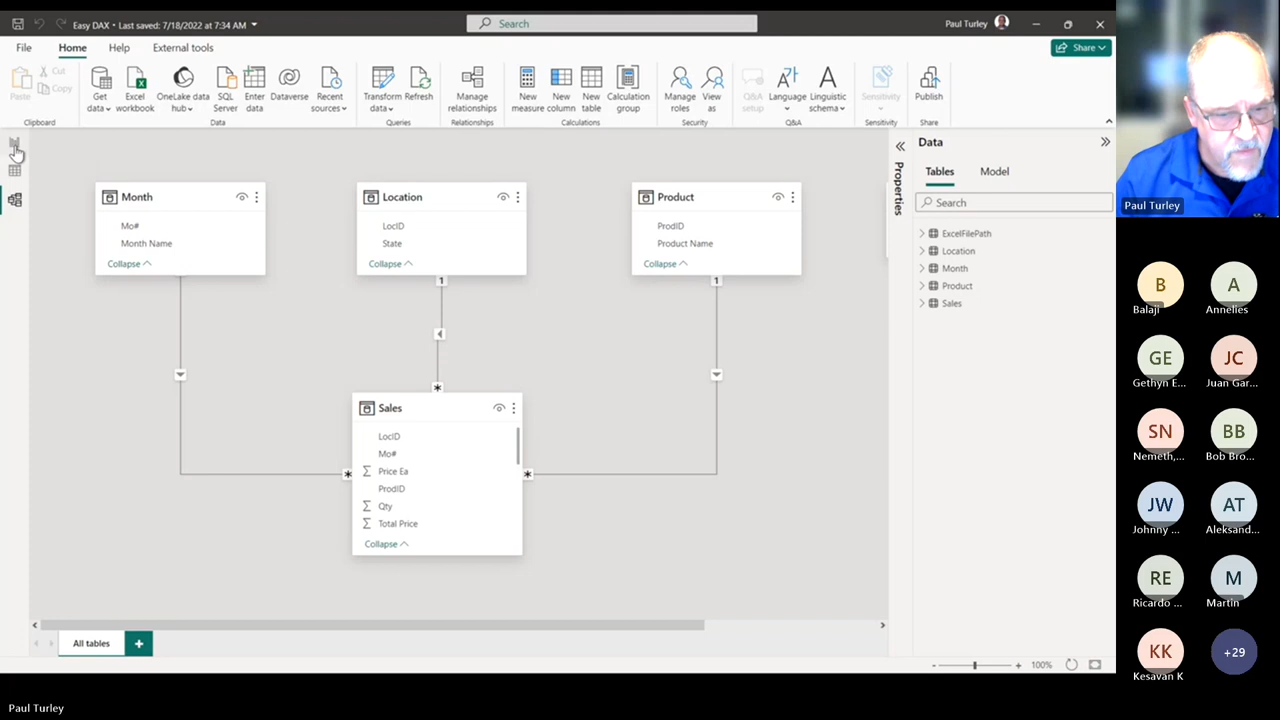 Easy DAX • Last saved: 7/18/2022 at 7:34 AM
Search
Paul Turley
File
Home
Help
External tools
Share
Paste
Cut
Copy
Get data
Excel workbook
OneLake data hub
SQL Server
Enter data
Dataverse
Recent sources
Transform data
Refresh
Manage relationships
New measure
New column
New table
Calculation group
Manage roles
View as
Q&A setup
Language
Linguistic schema
Sensitivity
Publish
Clipboard
Data
Queries
Relationships
Calculations
Security
Q&A
Sensitivity
Share
Month
Mo#
Month Name
Collapse
Location
LocID
State
Collapse
Product
ProdID
Product Name
Collapse
1
1
*
*
*
Sales
LocID
Mo#
Σ Price Ea
ProdID
Σ Qty
Σ Total Price
Collapse
Properties
Data
Tables
Model
Search
ExcelFilePath
Location
Month
Product
Sales
All tables
+
- + 100%
Paul Turley
B
Balaji
A
Annelies
GE
Gethyn E...
JC
Juan Gar...
SN
Nemeth,...
BB
Bob Bro...
JW
Johnny ...
AT
Aleksand...
RE
Ricardo ...
M
Martin
KK
Kesavan K
+29
Paul Turley